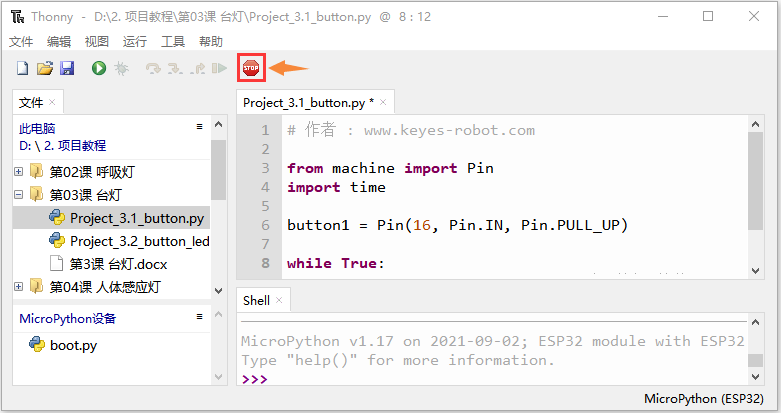 Thonny - D:\2. 项目教程\第03课 台灯\Project_3.1_button.py @ 8 : 12
文件 编辑 视图 运行 工具 帮助
STOP
文件
此电脑
D: \ 2. 项目教程
第02课 呼吸灯
第03课 台灯
Project_3.1_button.py
Project_3.2_button_led
第3课 台灯.docx
第04课 人体感应灯
MicroPython设备
boot.py
Project_3.1_button.py *
1 # 作者 : www.keyes-robot.com
2
3 from machine import Pin
4 import time
5
6 button1 = Pin(16, Pin.IN, Pin.PULL_UP)
7
8 while True:
Shell
MicroPython v1.17 on 2021-09-02; ESP32 module with ESP32
Type "help()" for more information.
>>>
MicroPython (ESP32)